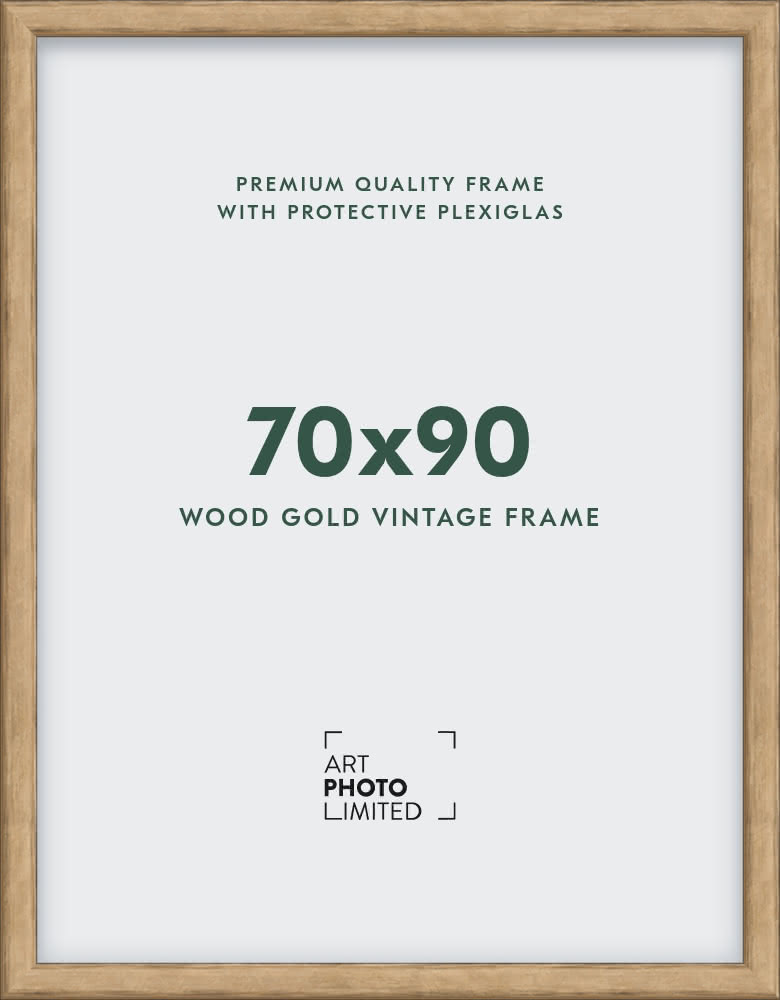 PREMIUM QUALITY FRAME
WITH PROTECTIVE PLEXIGLAS
70x90
WOOD GOLD VINTAGE FRAME
ART
PHOTO
LIMITED